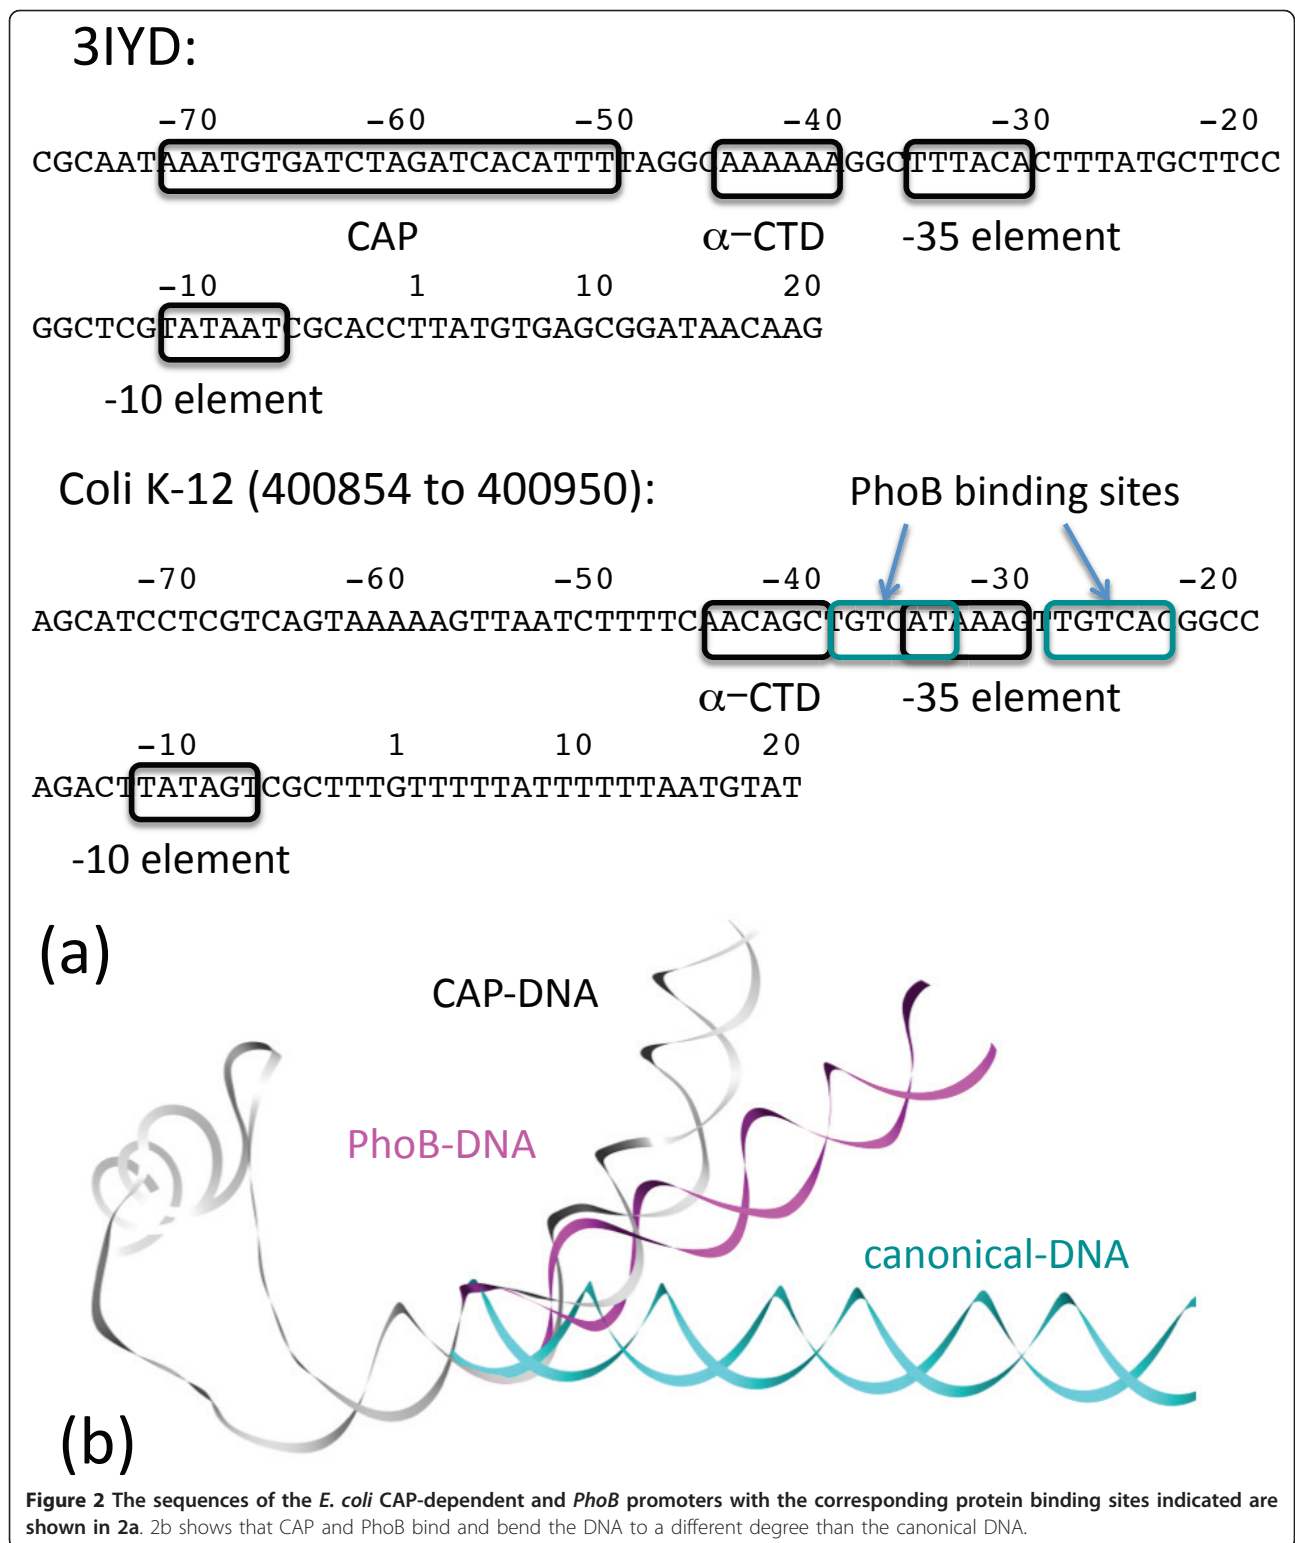 3IYD:
−70 −60 −50 −40 −30 −20
CGCAATAAATGTGATCTAGATCACATTTTAGGCAAAAAAGGCTTTACACTTTATGCTTCC
CAP α−CTD -35 element
−10 1 10 20
GGCTCGTATAATCGCACCTTATGTGAGCGGATAACAAG
-10 element
Coli K-12 (400854 to 400950): PhoB binding sites
−70 −60 −50 −40 −30 −20
AGCATCCTCGTCAGTAAAAAGTTAATCTTTTCAACAGCTGTCATAAAGTTGTCACGGCC
α−CTD -35 element
−10 1 10 20
AGACTTATAGTCGCTTTGTTTTTATTTTTTAATGTAT
-10 element
(a)
CAP-DNA
PhoB-DNA
canonical-DNA
(b)
Figure 2 The sequences of the E. coli CAP-dependent and PhoB promoters with the corresponding protein binding sites indicated are
shown in 2a. 2b shows that CAP and PhoB bind and bend the DNA to a different degree than the canonical DNA.